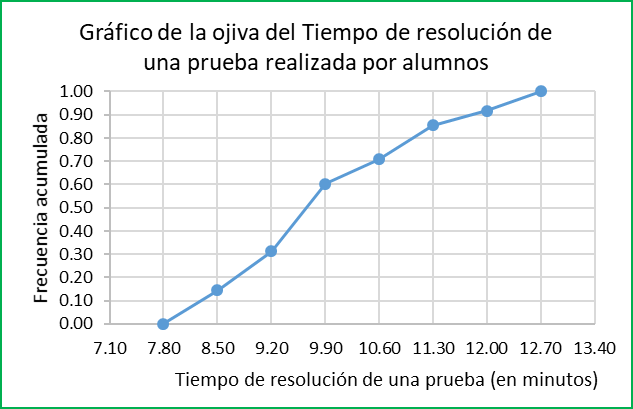 Gráfico de la ojiva del Tiempo de resolución de
una prueba realizada por alumnos
Frecuencia acumulada
1.00
0.90
0.80
0.70
0.60
0.50
0.40
0.30
0.20
0.10
0.00
7.10 7.80 8.50 9.20 9.90 10.60 11.30 12.00 12.70 13.40
Tiempo de resolución de una prueba (en minutos)